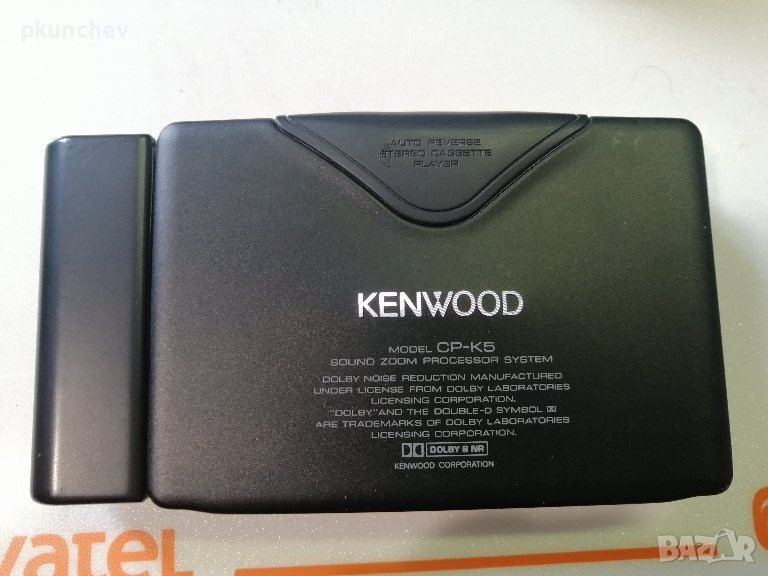 pkunchev
AUTO REVERSE
STEREO CASSETTE
PLAYER
KENWOOD
MODEL CP-K5
SOUND ZOOM PROCESSOR SYSTEM
DOLBY NOISE REDUCTION MANUFACTURED
UNDER LICENSE FROM DOLBY LABORATORIES
LICENSING CORPORATION.
"DOLBY" AND THE DOUBLE-D SYMBOL
ARE TRADEMARKS OF DOLBY LABORATORIES
LICENSING CORPORATION.
DOLBY B NR
KENWOOD CORPORATION
vatel
BAZAR